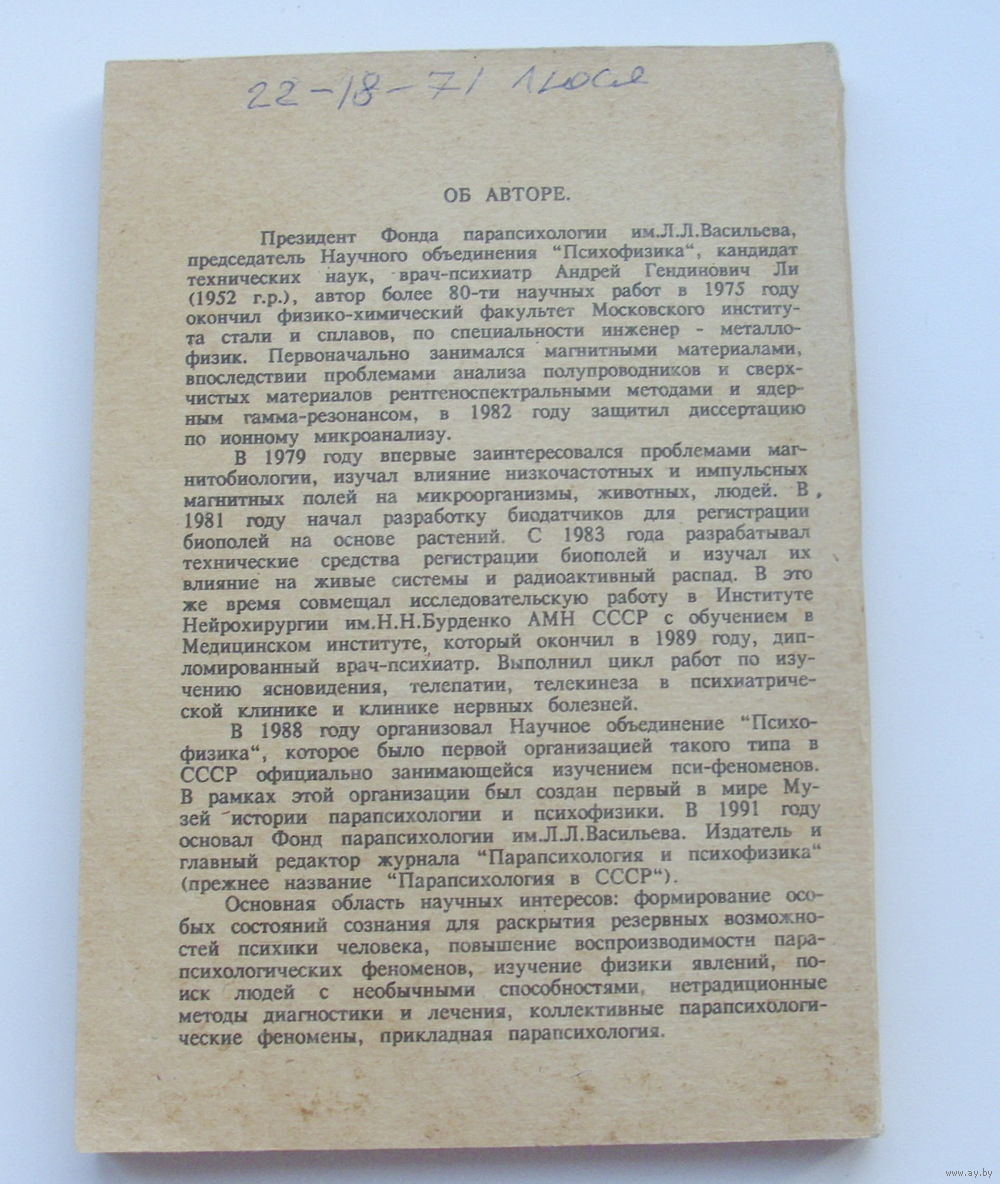 22-18-71 Люся
ОБ АВТОРЕ.
Президент Фонда парапсихологии им.Л.Л.Васильева,
председатель Научного объединения "Психофизика", кандидат
технических наук, врач-психиатр Андрей Гендинович Ли
(1952 г.р.), автор более 80-ти научных работ в 1975 году
окончил физико-химический факультет Московского институ-
та стали и сплавов, по специальности инженер - металло-
физик. Первоначально занимался магнитными материалами,
впоследствии проблемами анализа полупроводников и сверх-
чистых материалов рентгеноспектральными методами и ядер-
ным гамма-резонансом, в 1982 году защитил диссертацию
по ионному микроанализу.
В 1979 году впервые заинтересовался проблемами маг-
нитобиологии, изучал влияние низкочастотных и импульсных
магнитных полей на микроорганизмы, животных, людей. В
1981 году начал разработку биодатчиков для регистрации
биополей на основе растений. С 1983 года разрабатывал
технические средства регистрации биополей и изучал их
влияние на живые системы и радиоактивный распад. В это
же время совмещал исследовательскую работу в Институте
Нейрохирургии им.Н.Н.Бурденко АМН СССР с обучением в
Медицинском институте, который окончил в 1989 году, дип-
ломированный врач-психиатр. Выполнил цикл работ по изу-
чению ясновидения, телепатии, телекинеза в психиатриче-
ской клинике и клинике нервных болезней.
В 1988 году организовал Научное объединение "Психо-
физика", которое было первой организацией такого типа в
СССР официально занимающейся изучением пси-феноменов.
В рамках этой организации был создан первый в мире Му-
зей истории парапсихологии и психофизики. В 1991 году
основал Фонд парапсихологии им.Л.Л.Васильева. Издатель и
главный редактор журнала "Парапсихология и психофизика"
(прежнее название "Парапсихология в СССР").
Основная область научных интересов: формирование осо-
бых состояний сознания для раскрытия резервных возможно-
стей психики человека, повышение воспроизводимости пара-
психологических феноменов, изучение физики явлений, по-
иск людей с необычными способностями, нетрадиционные
методы диагностики и лечения, коллективные парапсихологи-
ческие феномены, прикладная парапсихология.
www.ay.by